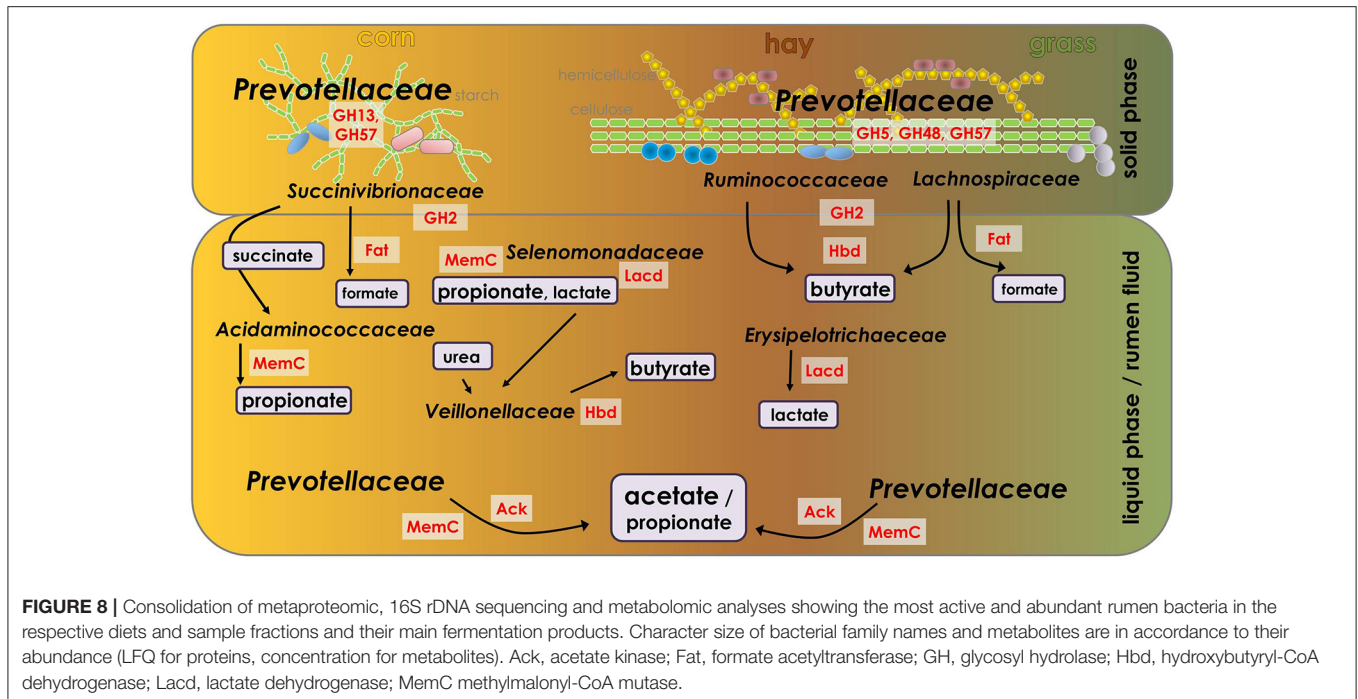 corn
hay
grass
Prevotellaceae
starch
GH13,
GH57
hemicellulose
cellulose
Prevotellaceae
GH5, GH48, GH57
solid phase
Succinivibrionaceae
GH2
Ruminococcaceae
Lachnospiraceae
GH2
succinate
Fat
formate
MemC
Selenomonadaceae
Lacd
propionate, lactate
Hbd
butyrate
Fat
formate
Acidaminococcaceae
MemC
propionate
urea
Veillonellaceae
Hbd
butyrate
Erysipelotrichaeceae
Lacd
lactate
liquid phase / rumen fluid
Prevotellaceae
MemC
Ack
acetate /
propionate
Ack
Prevotellaceae
MemC
FIGURE 8 | Consolidation of metaproteomic, 16S rDNA sequencing and metabolomic analyses showing the most active and abundant rumen bacteria in the
respective diets and sample fractions and their main fermentation products. Character size of bacterial family names and metabolites are in accordance to their
abundance (LFQ for proteins, concentration for metabolites). Ack, acetate kinase; Fat, formate acetyltransferase; GH, glycosyl hydrolase; Hbd, hydroxybutyryl-CoA
dehydrogenase; Lacd, lactate dehydrogenase; MemC methylmalonyl-CoA mutase.